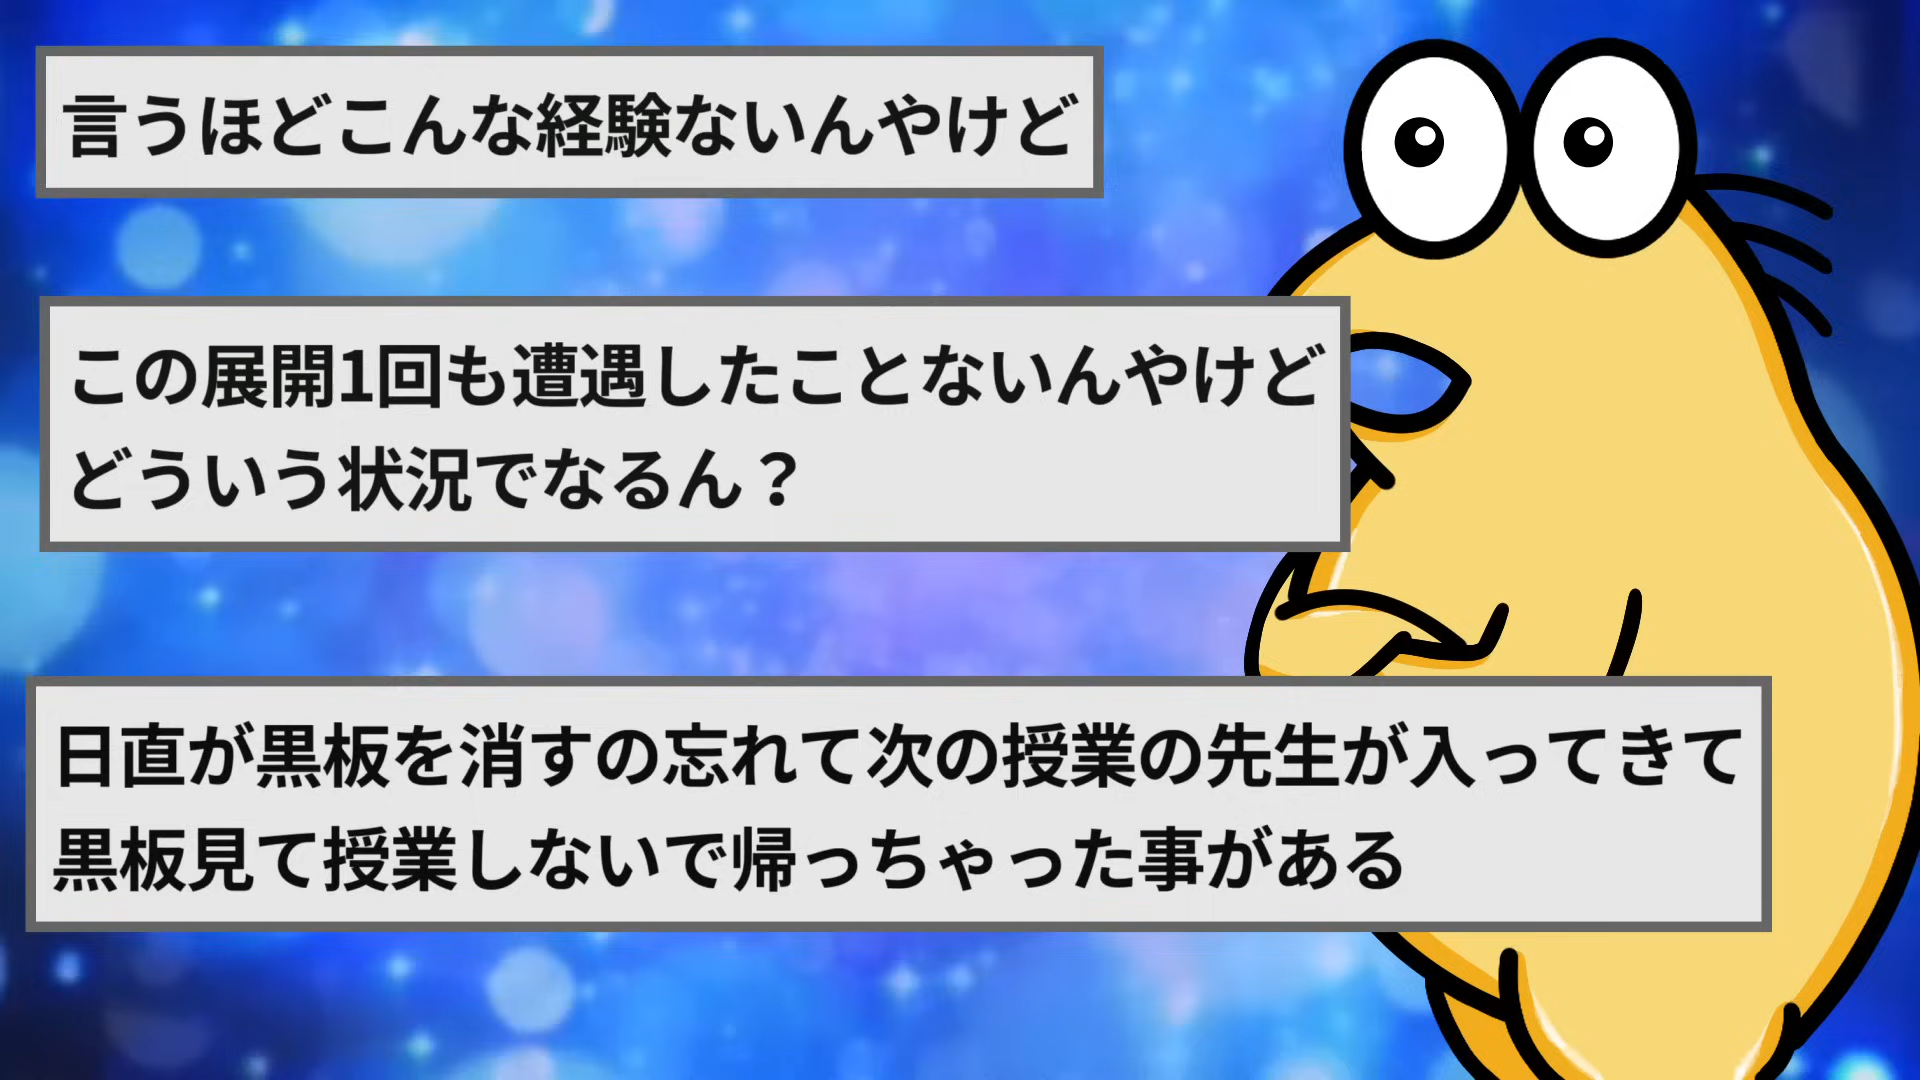 言うほどこんな経験ないんやけど
この展開1回も遭遇したことないんやけど
どういう状況でなるん？
日直が黒板を消すの忘れて次の授業の先生が入ってきて
黒板見て授業しないで帰っちゃった事がある